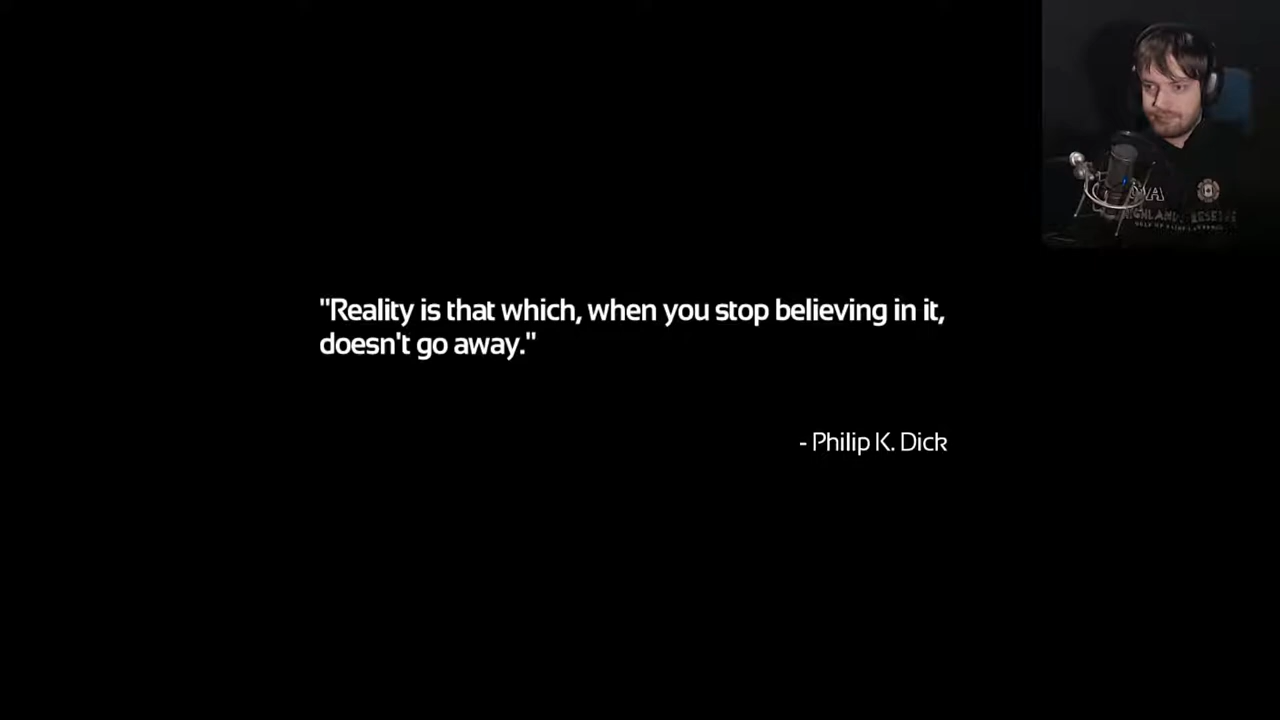 "Reality is that which, when you stop believing in it,
doesn't go away."
- Philip K. Dick